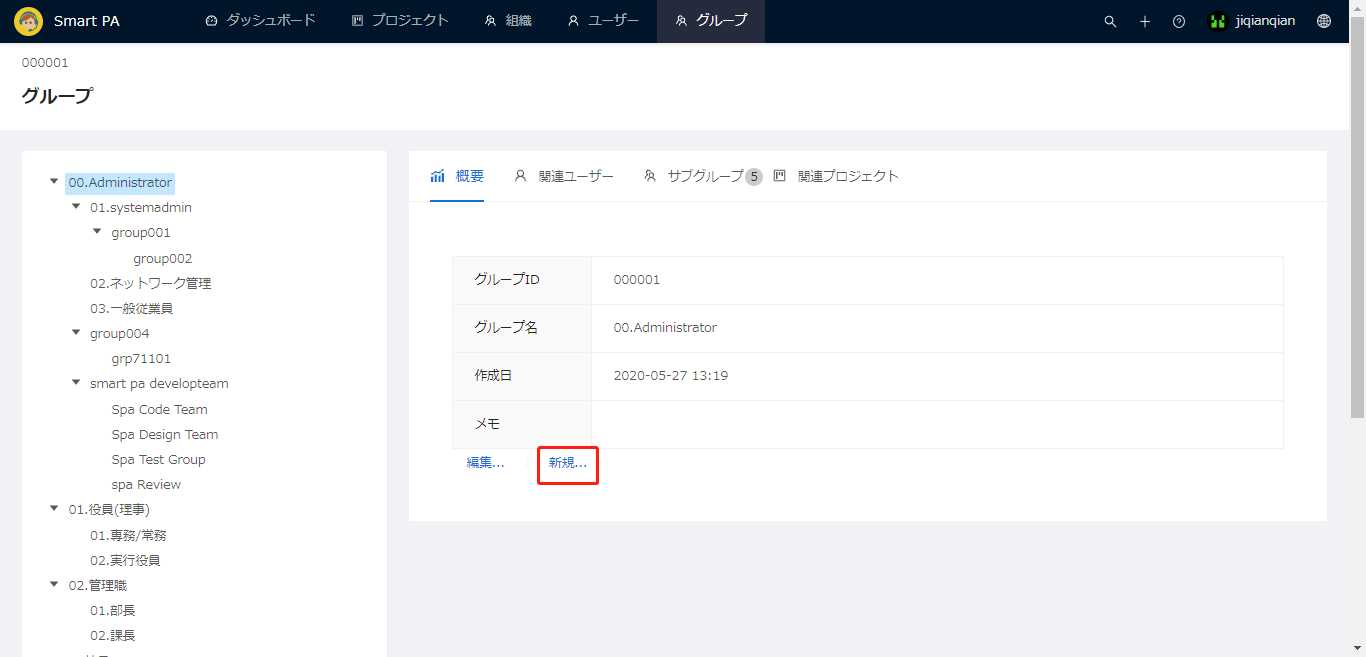 Smart PA ダッシュボード プロジェクト 組織 ユーザー グループ jiqianqian
000001
グループ
00.Administrator
01.systemadmin
group001
group002
02.ネットワーク管理
03.一般従業員
group004
grp71101
smart pa developteam
Spa Code Team
Spa Design Team
Spa Test Group
spa Review
01.役員(理事)
01.専務/常務
02.実行役員
02.管理職
01.部長
02.課長
概要 関連ユーザー サブグループ 5 関連プロジェクト
グループID 000001
グループ名 00.Administrator
作成日 2020-05-27 13:19
メモ
編集... 新規...